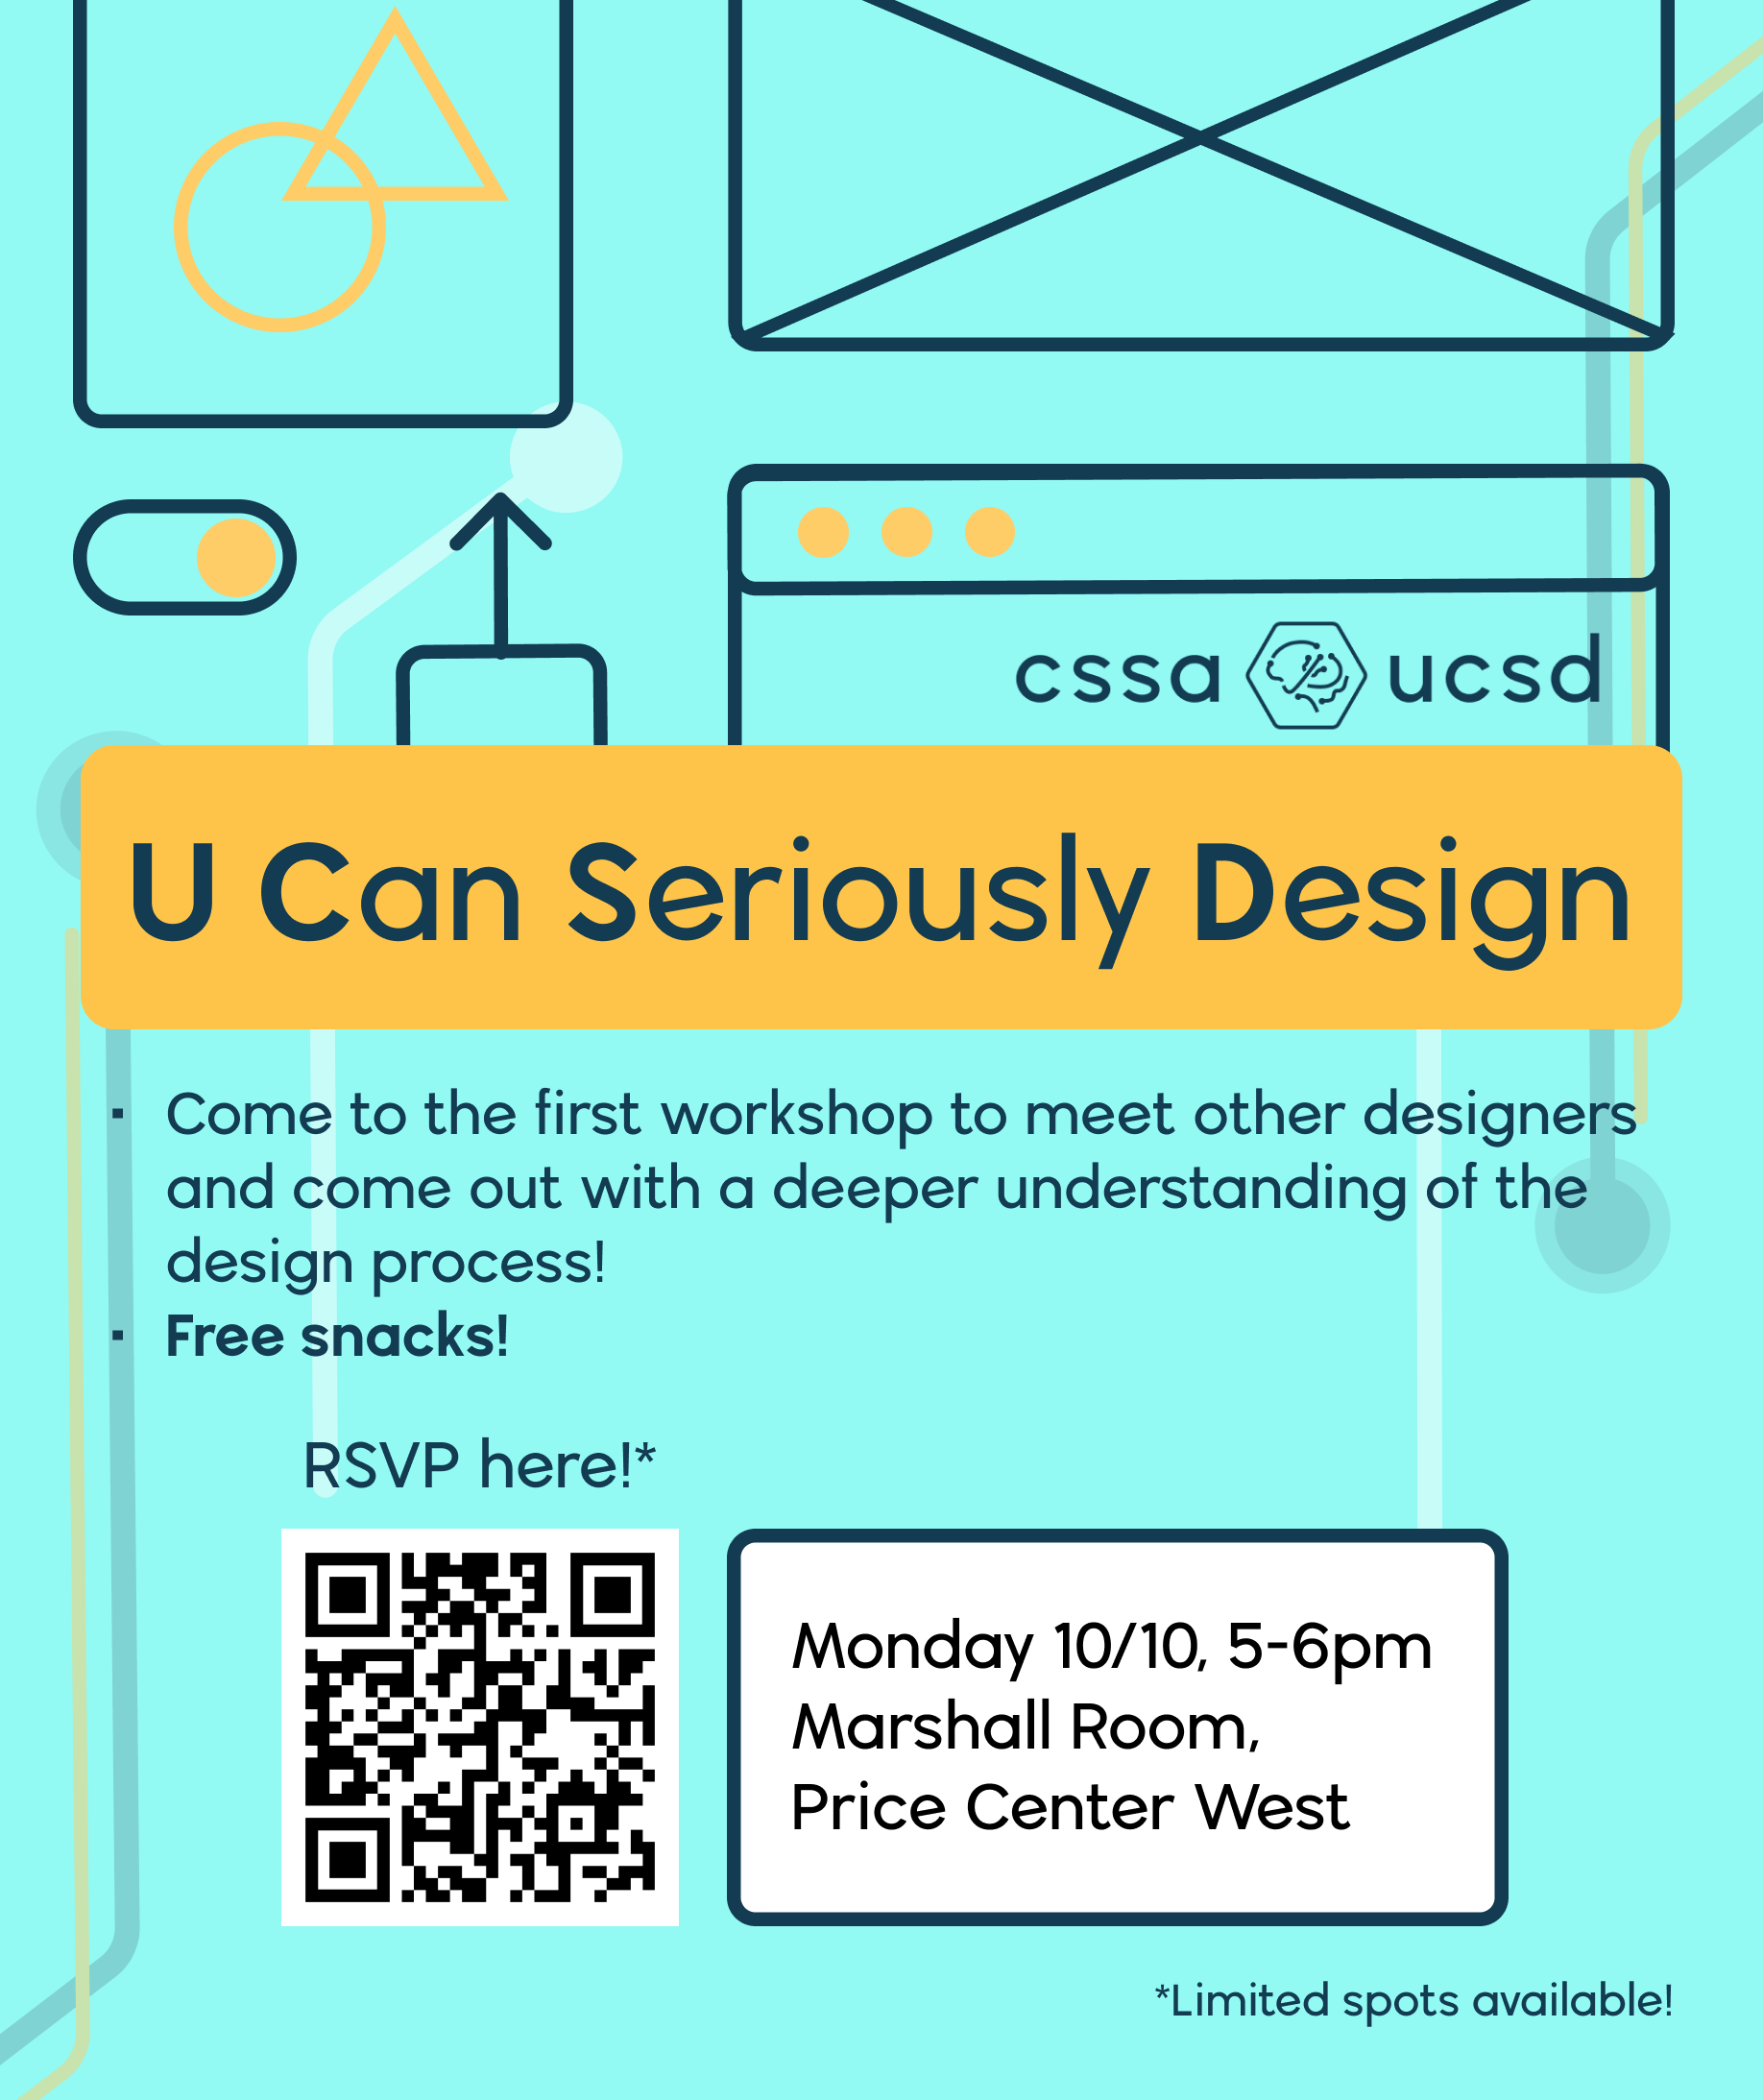 cssa ucsd
U Can Seriously Design
▪ Come to the first workshop to meet other designers
and come out with a deeper understanding of the
design process!
▪ Free snacks!
RSVP here!*
Monday 10/10, 5-6pm
Marshall Room,
Price Center West
*Limited spots available!